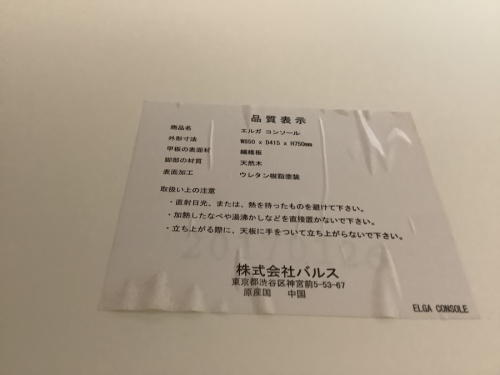 品質表示
商品名 エルガ コンソール
外形寸法 W850 x D415 x H750mm
甲板の表面材 繊維板
脚部の材質 天然木
表面加工 ウレタン樹脂塗装
取扱い上の注意
・直射日光、または、熱を持ったものを避けて下さい。
・加熱したなべや湯沸かしなどを直接置かないで下さい。
・立ち上がる際に、天板に手をついて立ち上がらないで下さい。
株式会社バルス
東京都渋谷区神宮前5-53-67
原産国 中国
ELGA CONSOLE